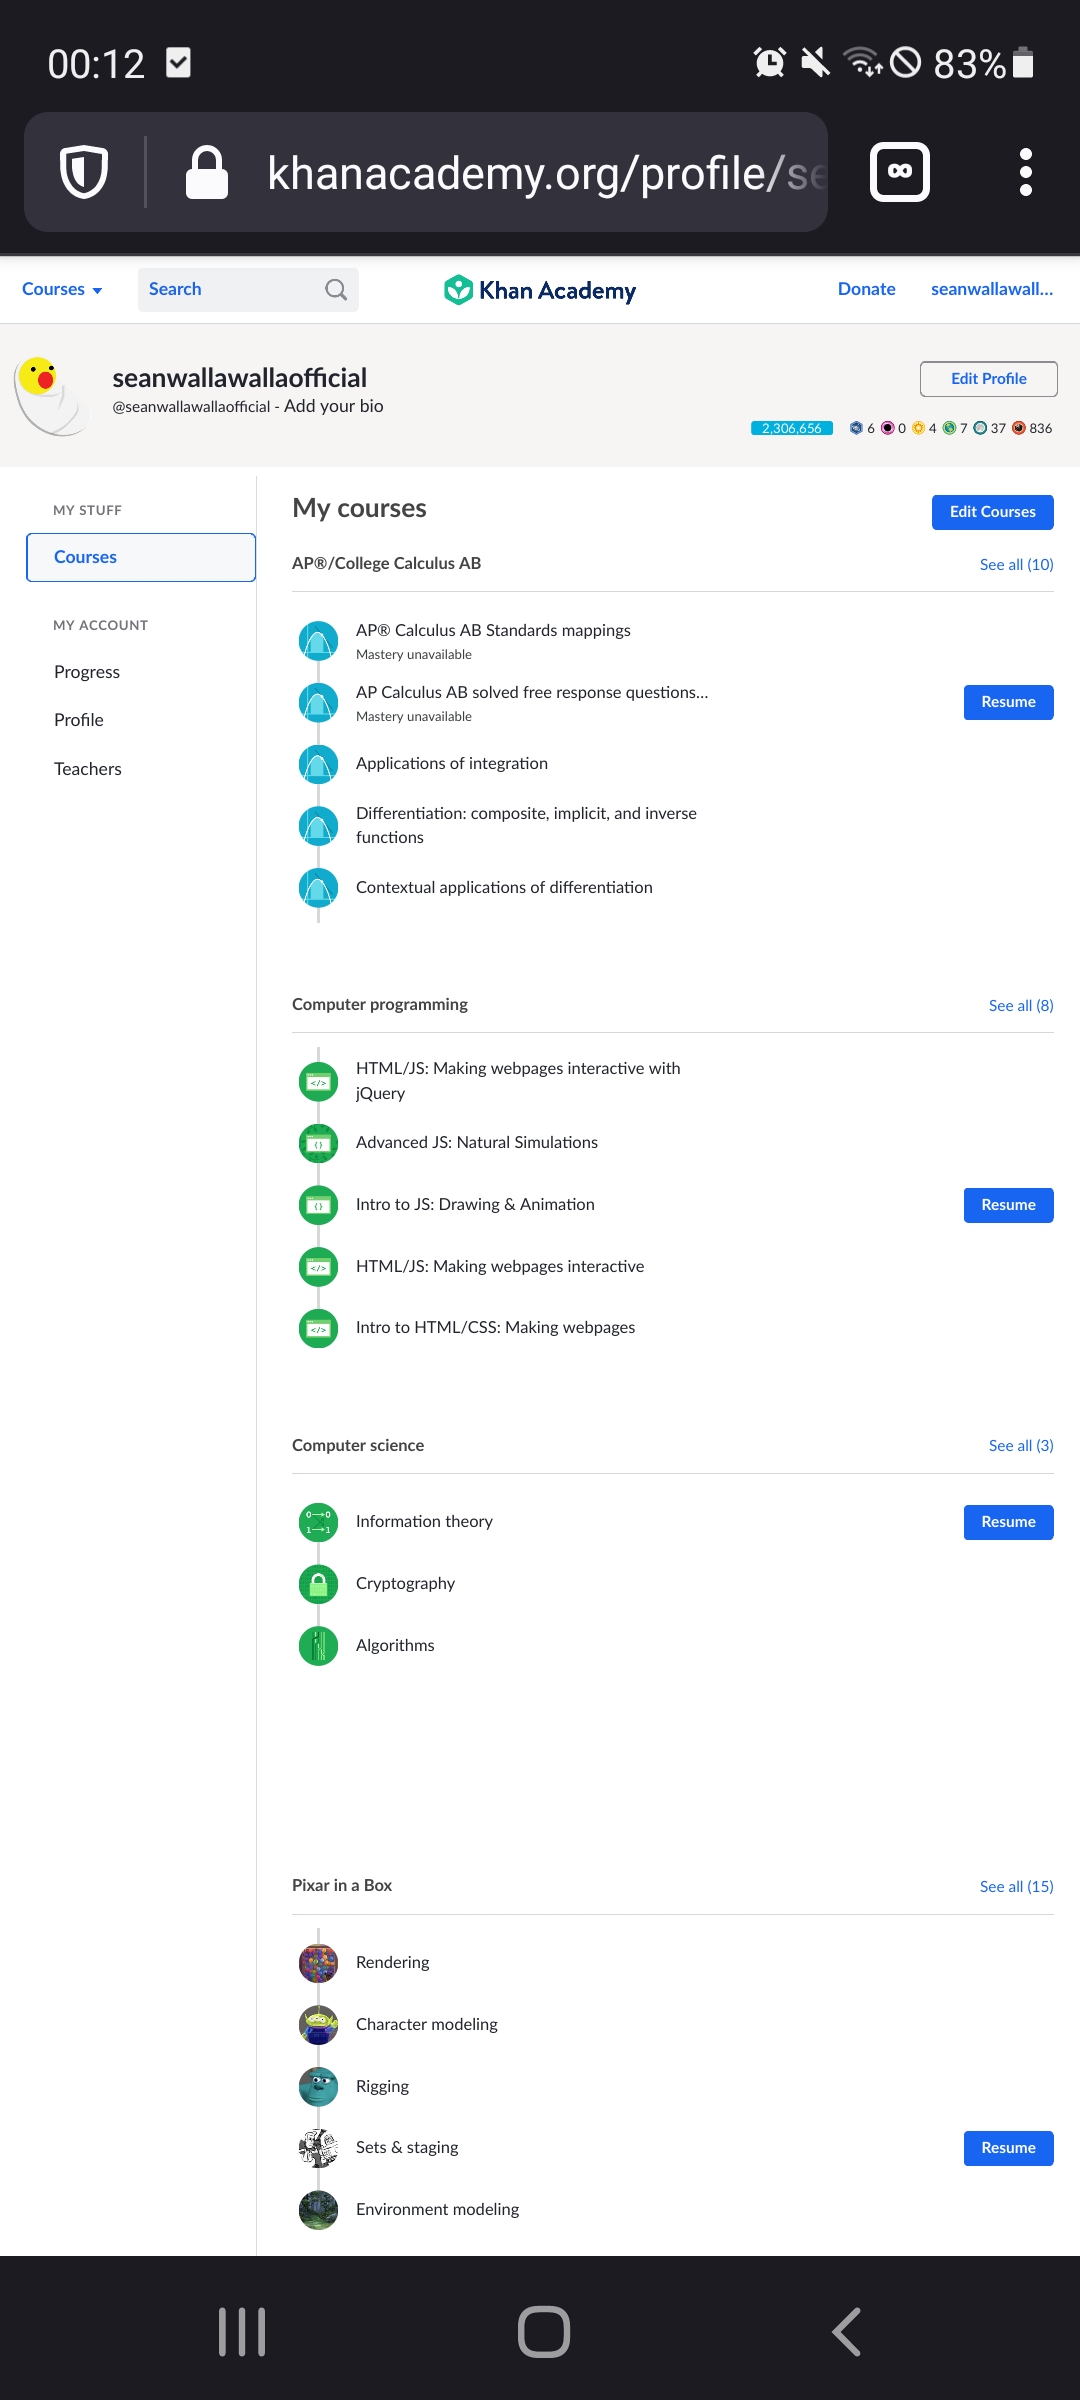 00:12
83%
khanacademy.org/profile/se
Courses
Search
Khan Academy
Donate
seanwallawall...
seanwallawallaofficial
@seanwallawallaofficial - Add your bio
Edit Profile
2,306,656 6 0 4 7 37 836
MY STUFF
Courses
MY ACCOUNT
Progress
Profile
Teachers
My courses
Edit Courses
AP®/College Calculus AB
See all (10)
AP® Calculus AB Standards mappings
Mastery unavailable
AP Calculus AB solved free response questions...
Mastery unavailable
Resume
Applications of integration
Differentiation: composite, implicit, and inverse
functions
Contextual applications of differentiation
Computer programming
See all (8)
HTML/JS: Making webpages interactive with
jQuery
Advanced JS: Natural Simulations
Intro to JS: Drawing & Animation
Resume
HTML/JS: Making webpages interactive
Intro to HTML/CSS: Making webpages
Computer science
See all (3)
Information theory
Resume
Cryptography
Algorithms
Pixar in a Box
See all (15)
Rendering
Character modeling
Rigging
Sets & staging
Resume
Environment modeling